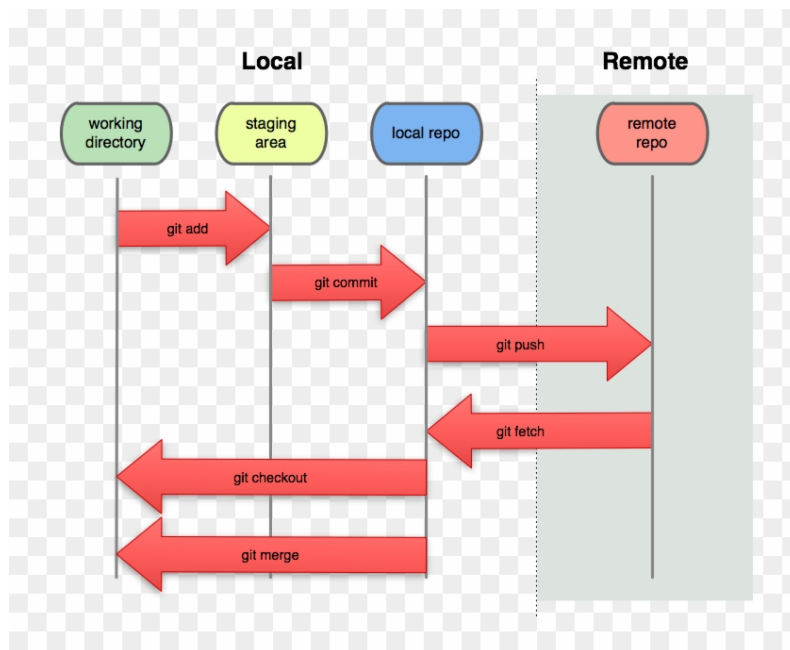 Local
Remote
working
directory
staging
area
local repo
remote
repo
git add
git commit
git push
git fetch
git checkout
git merge